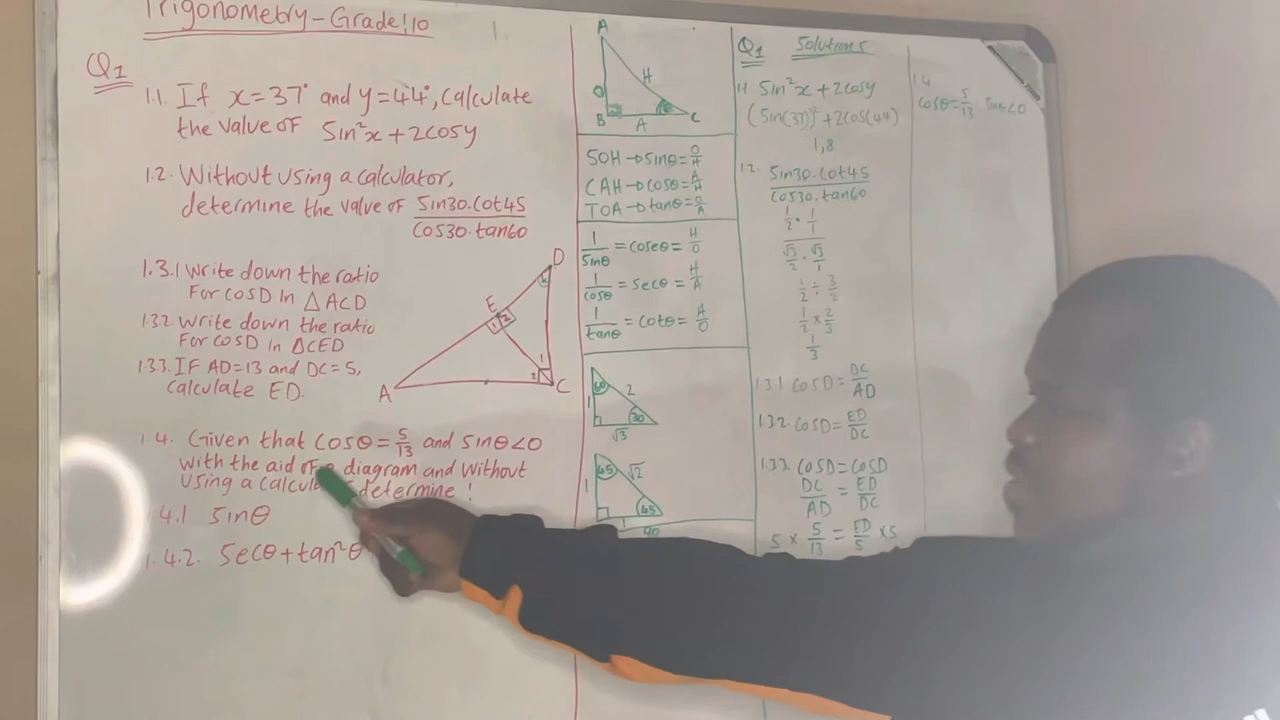 Trigonometry-Grade:10
Q1
1.1. If x=37° and y=44°, calculate
the value of sin²x+2cosy
1.2. Without using a calculator,
determine the value of sin30.cot45
cos30.tan60
1.3.1 Write down the ratio
for cosD in △ACD
1.3.2. Write down the ratio
for cosD in △CED
1.3.3. IF AD=13 and DC=5,
calculate ED.
D
E
1 2
1
2
A
C
1.4. Given that cosθ=5/13 and sinθ<0
with the aid of a diagram and without
using a determine:
1.4.1 sinθ
1.4.2. secθ+tan²θ
A
O
H
B
A
C
SOH→sinθ=O/H
CAH→cosθ=A/H
TOA→tanθ=O/A
1/sinθ=cosecθ=H/O
1/cosθ=secθ=H/A
1/tanθ=cotθ=H/O
60
2
1
30
√3
45
√2
1
45
1
90
Q1 Solutions
1.1 sin²x+2cosy
(sin(37))²+2cos(44)
1,8
1.2. sin30.cot45
cos30.tan60
1/2 . 1/1
√3/2 . √3/1
1/2 ÷ 3/2
1/2 × 2/3
1/3
1.3.1 cosD=DC/AD
1.3.2. cosD=ED/DC
1.3.3. cosD=cosD
DC/AD = ED/DC
5 × 5/13 = ED/5 ×5
1.4
cosθ=5/13 sinθ<0